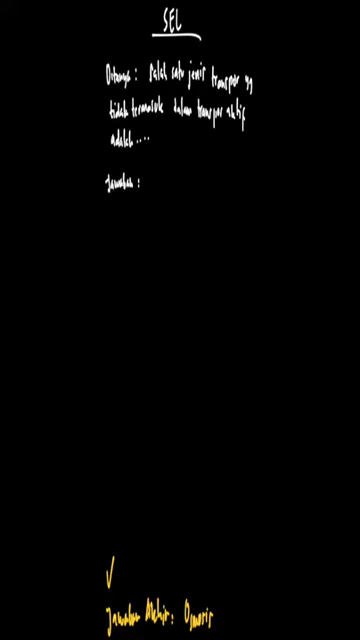 SEL
Ditanya : Salah satu jenis transpor yg
tidak termasuk dalam transpor aktif
adalah ....
Jawaban :
Jawaban Akhir : Osmosis